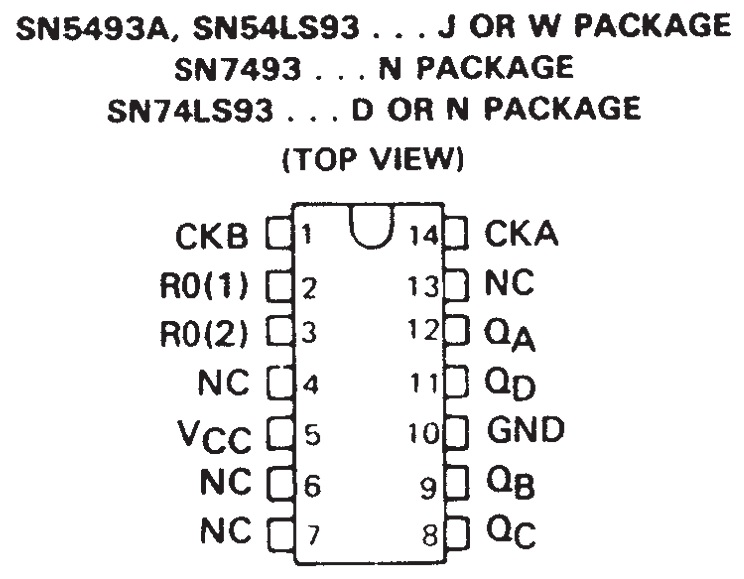 SN5493A, SN54LS93 . . . J OR W PACKAGE
SN7493 . . . N PACKAGE
SN74LS93 . . . D OR N PACKAGE
(TOP VIEW)
CKB 1 14 CKA
R0(1) 2 13 NC
R0(2) 3 12 QA
NC 4 11 QD
VCC 5 10 GND
NC 6 9 QB
NC 7 8 QC